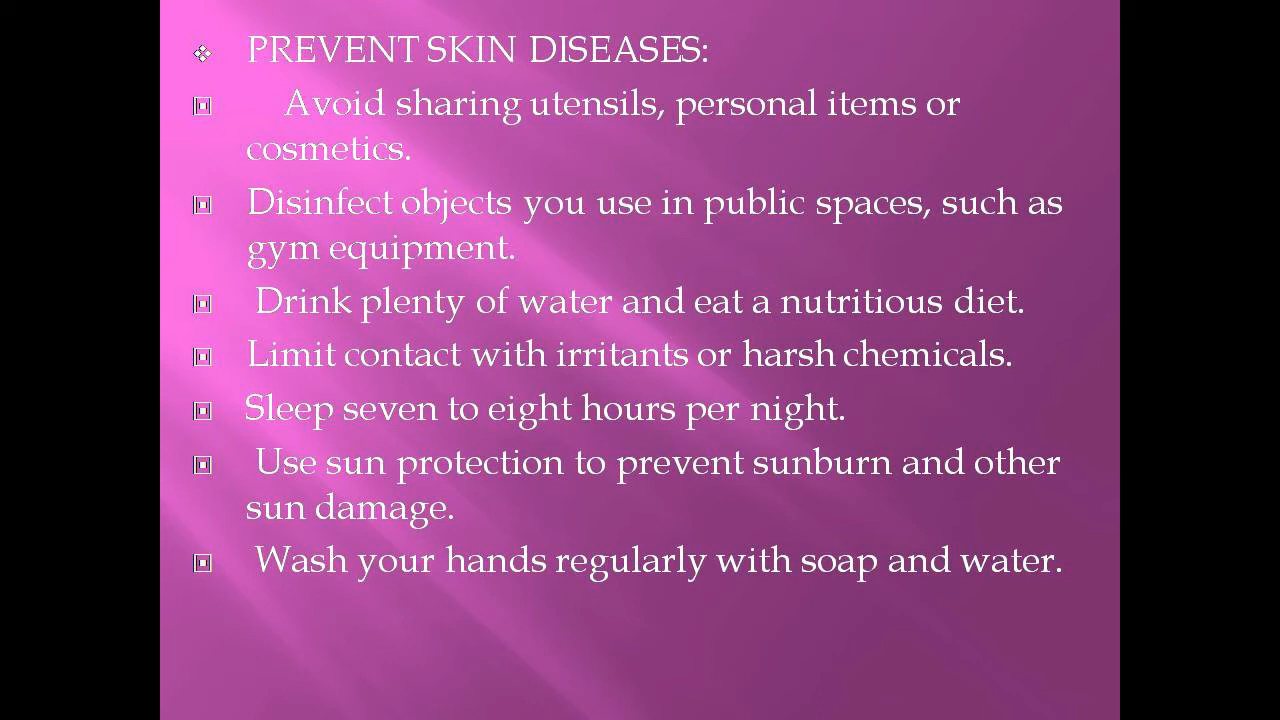 PREVENT SKIN DISEASES:
Avoid sharing utensils, personal items or
cosmetics.
Disinfect objects you use in public spaces, such as
gym equipment.
Drink plenty of water and eat a nutritious diet.
Limit contact with irritants or harsh chemicals.
Sleep seven to eight hours per night.
Use sun protection to prevent sunburn and other
sun damage.
Wash your hands regularly with soap and water.